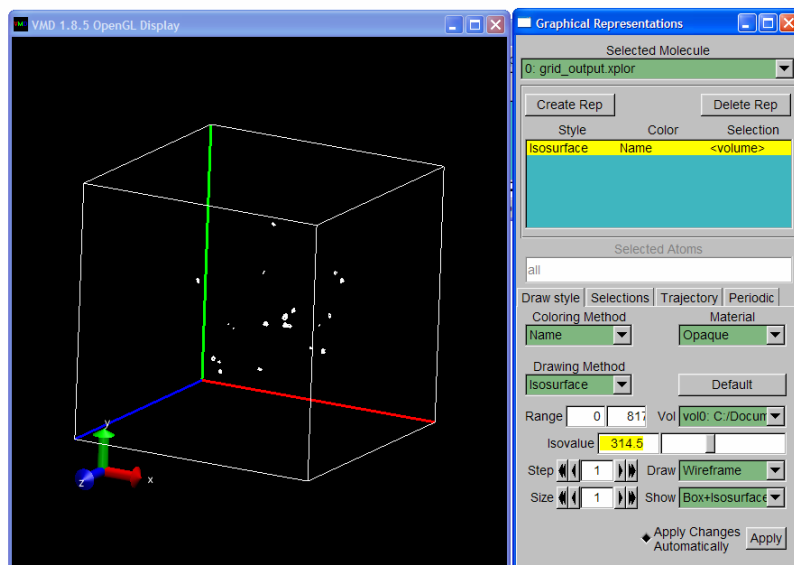 VMD 1.8.5 OpenGL Display
y
z
x
Graphical Representations
Selected Molecule
0: grid_output.xplor
Create Rep
Delete Rep
Style Color Selection
Isosurface Name <volume>
Selected Atoms
all
Draw style Selections Trajectory Periodic
Coloring Method Material
Name Opaque
Drawing Method
Isosurface Default
Range 0 817 Vol vol0: C:/Docum
Isovalue 314.5
Step 1 Draw Wireframe
Size 1 Show Box+Isosurface
Apply Changes
Automatically
Apply